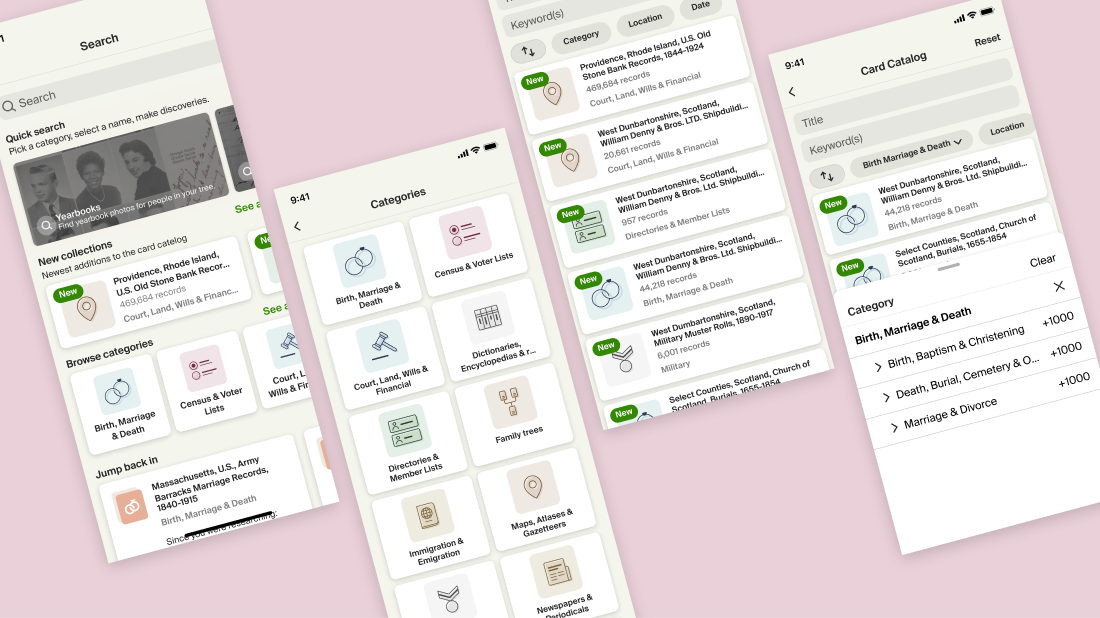 Search
Search
Quick search
Pick a category, select a name, make discoveries.
Yearbooks
Find yearbook photos for people in your tree.
See a
New collections
Newest additions to the card catalog
New
Providence, Rhode Island,
U.S. Old Stone Bank Recor...
469,684 records
Court, Land, Wills & Financ...
See a
Browse categories
Birth, Marriage
& Death
Census & Voter
Lists
Court, L
Wills & Fi
Jump back in
Massachusetts, U.S., Army
Barracks Marriage Records,
1840-1915
Birth, Marriage & Death
Since you were researching:
9:41
Categories
Birth, Marriage &
Death
Census & Voter Lists
Court, Land, Wills &
Financial
Dictionaries,
Encyclopedias & r...
Directories &
Member Lists
Family trees
Immigration &
Emigration
Maps, Atlases &
Gazetteers
Newspapers &
Periodicals
Keyword(s)
Category
Location
Date
New
Providence, Rhode Island, U.S. Old
Stone Bank Records, 1844-1924
469,684 records
Court, Land, Wills & Financial
New
West Dunbartonshire, Scotland,
William Denny & Bros. LTD. Shipbuildi...
20,661 records
Court, Land, Wills & Financial
New
West Dunbartonshire, Scotland,
William Denny & Bros. Ltd. Shipbuildi...
957 records
Directories & Member Lists
New
West Dunbartonshire, Scotland,
William Denny & Bros. Ltd. Shipbuildi...
44,218 records
Birth, Marriage & Death
New
West Dunbartonshire, Scotland,
Military Muster Rolls, 1890-1917
6,001 records
Military
New
Select Counties, Scotland, Church of
Scotland, Burials, 1655-1854
9:41
Card Catalog
Reset
Title
Keyword(s)
Birth Marriage & Death
Location
New
West Dunbartonshire, Scotland,
William Denny & Bros. Ltd. Shipbuildi...
44,218 records
Birth, Marriage & Death
New
Select Counties, Scotland, Church of
Scotland, Burials, 1655-1854
Category
Clear
Birth, Marriage & Death
Birth, Baptism & Christening
+1000
Death, Burial, Cemetery & O...
+1000
Marriage & Divorce
+1000